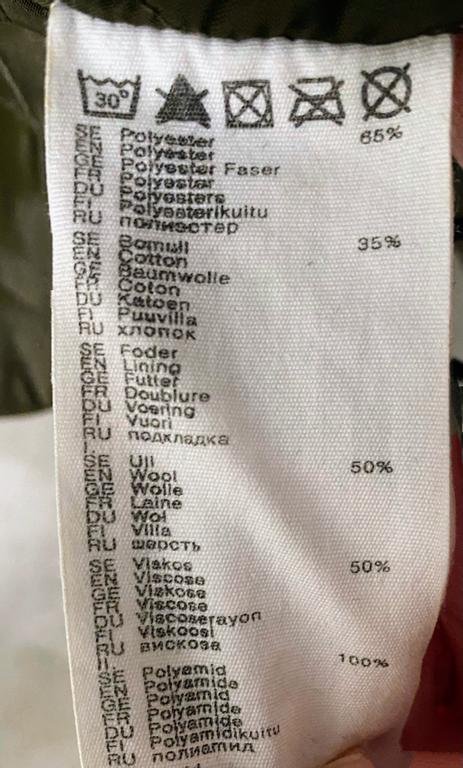 30°
SE Polyester 65%
EN Polyester
GE Polyester Faser
FR Polyester
DU Polyesters
FI Polyesterikuitu
RU полиэстер
SE Bomull 35%
EN Cotton
GE Baumwolle
FR Coton
DU Katoen
FI Puuvilla
RU хлопок
SE Foder
EN Lining
GE Futter
FR Doublure
DU Voering
FI Vuori
RU подкладка
I.
SE Ull 50%
EN Wool
GE Wolle
FR Laine
DU Wol
FI Villa
RU шерсть
SE Viskos 50%
EN Viscose
GE Viskose
FR Viscose
DU Viscoserayon
FI Viskoosi
RU вискоза
II. 100%
SE Polyamid
EN Polyamide
GE Polyamid
FR Polyamide
DU Polyamide
FI Polyamidikuitu
RU полиамид